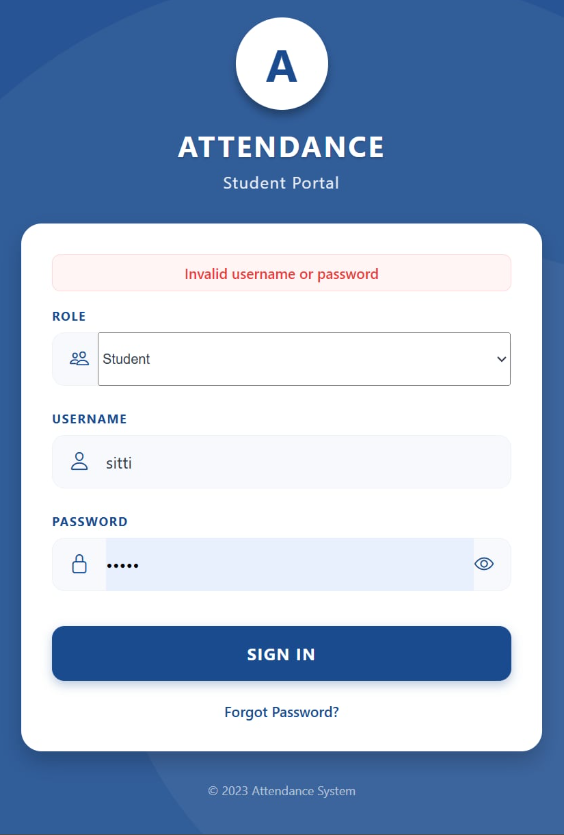 A
ATTENDANCE
Student Portal
Invalid username or password
ROLE
Student
USERNAME
sitti
PASSWORD
•••••
SIGN IN
Forgot Password?
© 2023 Attendance System